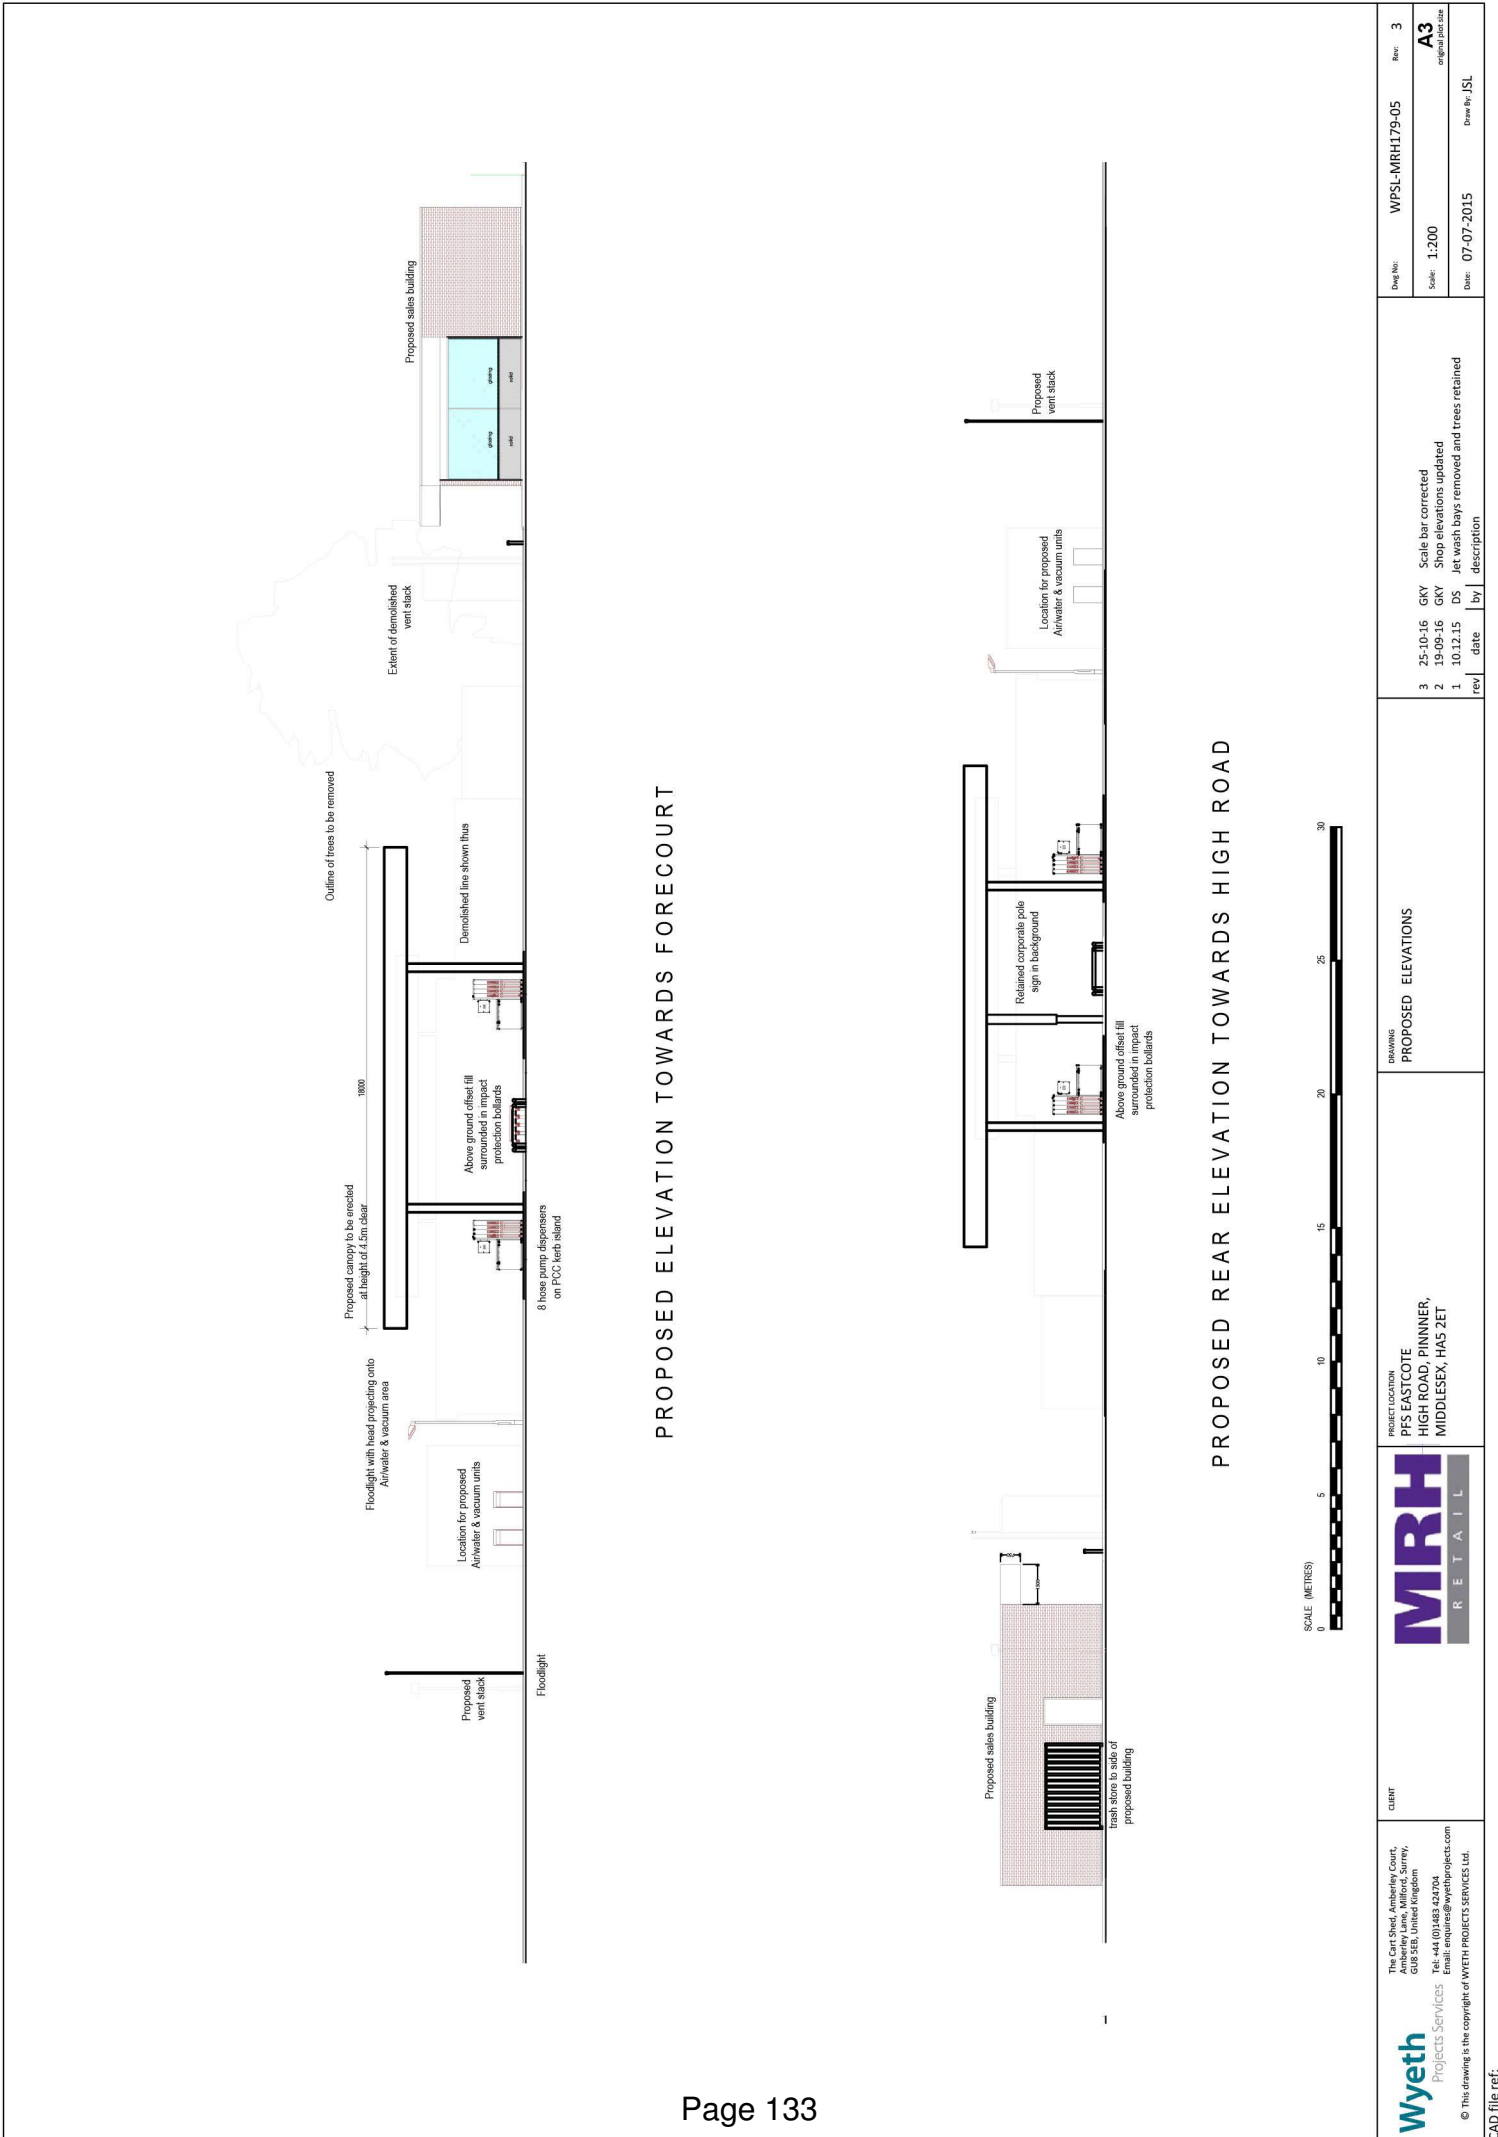 Outline of trees to be removed
Proposed canopy to be erected
at height of 4.5m clear
18000
Floodlight with head projecting onto
Air/water & vacuum area
Extent of demolished
vent stack
Proposed sales building
glazing
glazing
solid
solid
Demolished line shown thus
Above ground offset fill
surrounded in impact
protection bollards
Location for proposed
Air/water & vacuum units
Proposed
vent stack
Floodlight
8 hose pump dispensers
on PCC kerb island
PROPOSED ELEVATION TOWARDS FORECOURT
Proposed sales building
trash store to side of
proposed building
Retained corporate pole
sign in background
Above ground offset fill
surrounded in impact
protection bollards
Location for proposed
Air/water & vacuum units
Proposed
vent stack
PROPOSED REAR ELEVATION TOWARDS HIGH ROAD
SCALE (METRES)
0 5 10 15 20 25 30
Wyeth
Projects Services
The Cart Shed, Amberley Court,
Amberley Lane, Milford, Surrey,
GU8 5EB, United Kingdom
Tel: +44 (0)1483 424704
Email: enquires@wyethprojects.com
© This drawing is the copyright of WYETH PROJECTS SERVICES Ltd.
CLIENT
MRH
RETAIL
PROJECT LOCATION
PFS EASTCOTE
HIGH ROAD, PINNNER,
MIDDLESEX, HA5 2ET
DRAWING
PROPOSED ELEVATIONS
3 25-10-16 GKY Scale bar corrected
2 19-09-16 GKY Shop elevations updated
1 10.12.15 DS Jet wash bays removed and trees retained
rev date by description
Dwg No: WPSL-MRH179-05 Rev: 3
Scale: 1:200 A3
original plot size
Date: 07-07-2015 Draw By: JSL
CAD file ref:
Page 133